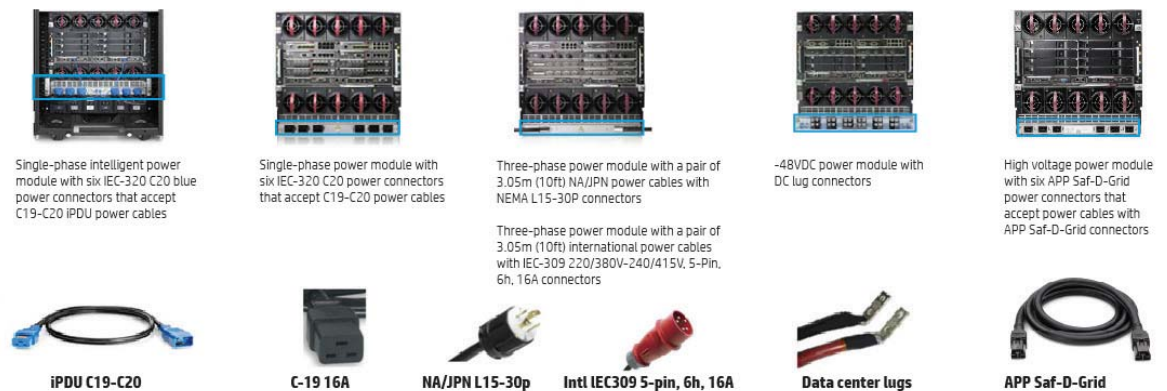 Single-phase intelligent power
module with six IEC-320 C20 blue
power connectors that accept
C19-C20 iPDU power cables
Single-phase power module with
six IEC-320 C20 power connectors
that accept C19-C20 power cables
Three-phase power module with a pair of
3.05m (10ft) NA/JPN power cables with
NEMA L15-30P connectors
Three-phase power module with a pair of
3.05m (10ft) international power cables
with IEC-309 220/380V-240/415V, 5-Pin,
6h, 16A connectors
-48VDC power module with
DC lug connectors
High voltage power module
with six APP Saf-D-Grid
power connectors that
accept power cables with
APP Saf-D-Grid connectors
iPDU C19-C20
C-19 16A
NA/JPN L15-30p
Intl IEC309 5-pin, 6h, 16A
Data center lugs
APP Saf-D-Grid